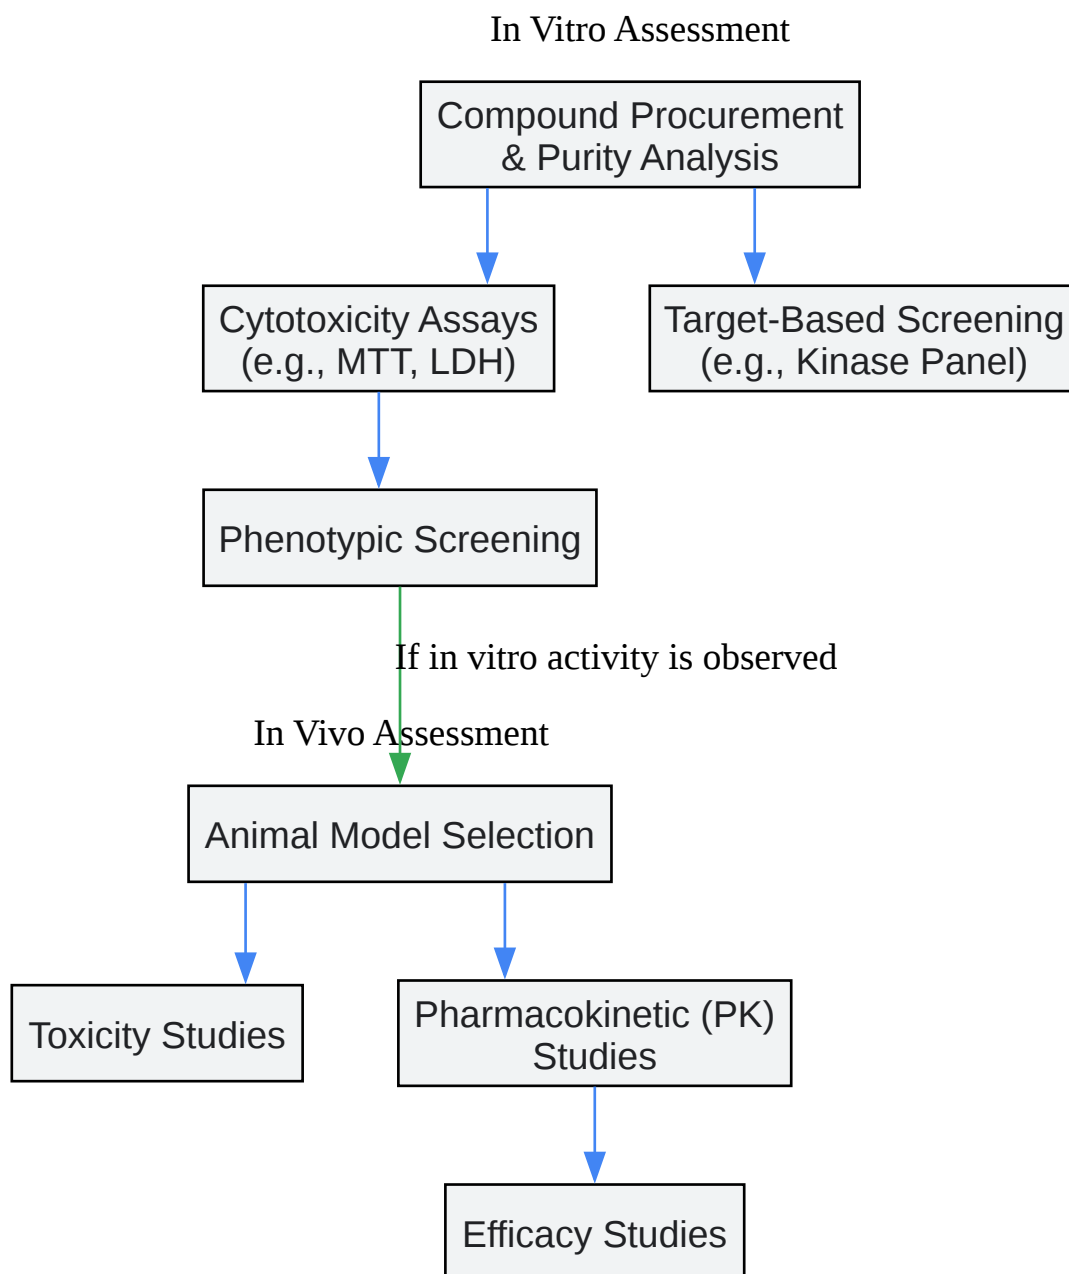 In Vitro Assessment
Compound Procurement
& Purity Analysis
Cytotoxicity Assays
(e.g., MTT, LDH)
Target-Based Screening
(e.g., Kinase Panel)
Phenotypic Screening
If in vitro activity is observed
In Vivo Assessment
Animal Model Selection
Toxicity Studies
Pharmacokinetic (PK)
Studies
Efficacy Studies